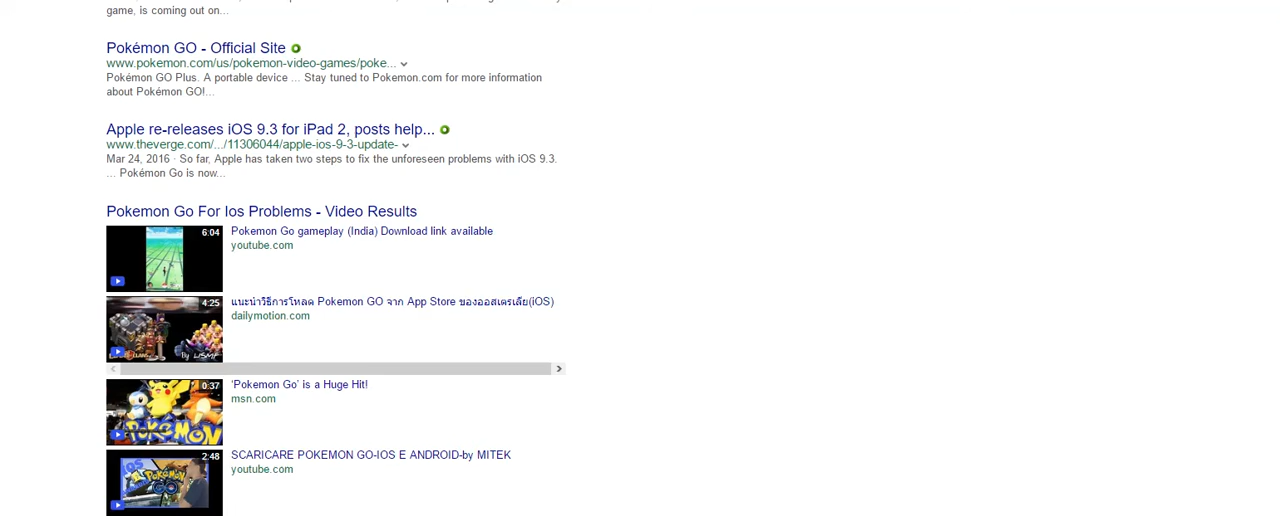 game, is coming out on...
Pokémon GO - Official Site
www.pokemon.com/us/pokemon-video-games/poke...
Pokémon GO Plus. A portable device ... Stay tuned to Pokemon.com for more information
about Pokémon GO!...
Apple re-releases iOS 9.3 for iPad 2, posts help...
www.theverge.com/.../11306044/apple-ios-9-3-update-
Mar 24, 2016 · So far, Apple has taken two steps to fix the unforeseen problems with iOS 9.3.
... Pokémon Go is now...
Pokemon Go For Ios Problems - Video Results
6:04
Pokemon Go gameplay (India) Download link available
youtube.com
4:25
แนะนำวิธีการโหลด Pokemon GO จาก App Store ของออสเตรเลีย(iOS)
dailymotion.com
By USMF
0:37
'Pokemon Go' is a Huge Hit!
msn.com
POKÉMON
2:48
SCARICARE POKEMON GO-IOS E ANDROID-by MITEK
youtube.com
iOS
POKÉMON
GO